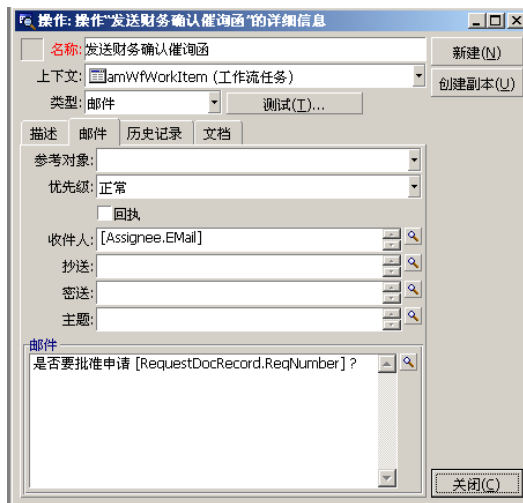 操作: 操作"发送财务确认催询函"的详细信息
名称: 发送财务确认催询函
新建(N)
上下文: amWfWorkItem (工作流任务)
创建副本(U)
类型: 邮件
测试(T)...
描述 邮件 历史记录 文档
参考对象:
优先级: 正常
回执
收件人: [Assignee.EMail]
抄送:
密送:
主题:
邮件
是否要批准申请 [RequestDocRecord.ReqNumber]?
关闭(C)